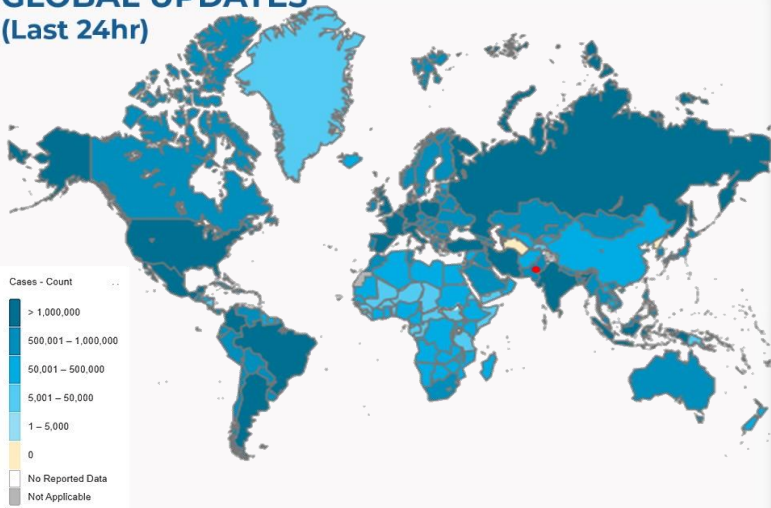 GLOBAL UPDATES
(Last 24hr)
Cases - Count
> 1,000,000
500,001 – 1,000,000
50,001 – 500,000
5,001 – 50,000
1 – 5,000
0
No Reported Data
Not Applicable